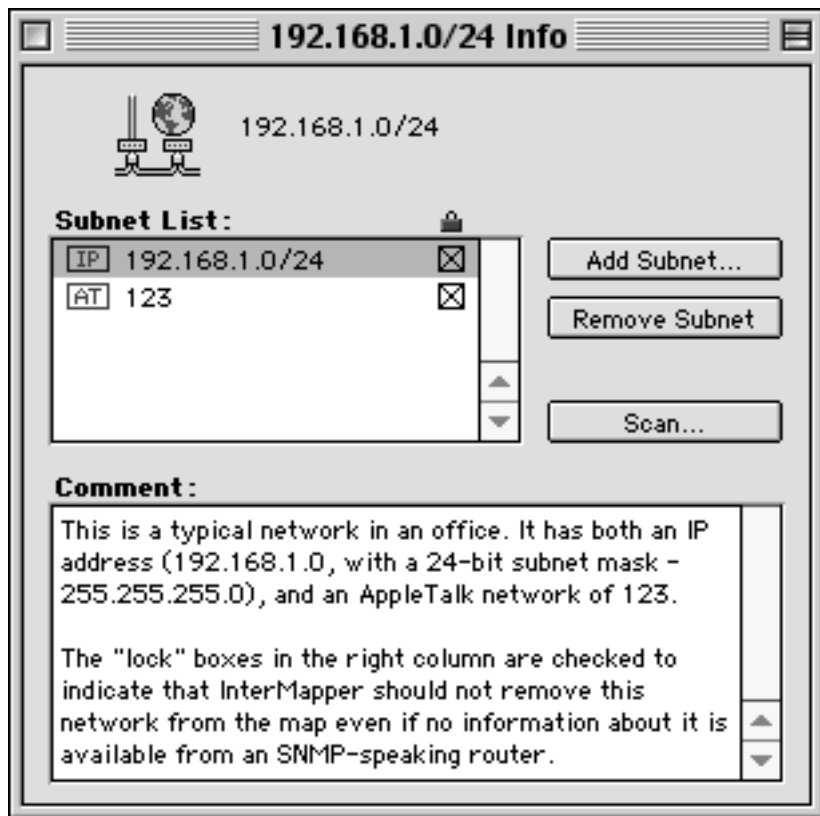 192.168.1.0/24 Info
192.168.1.0/24
Subnet List:
IP 192.168.1.0/24
Add Subnet...
AT 123
Remove Subnet
Scan...
Comment:
This is a typical network in an office. It has both an IP
address (192.168.1.0, with a 24-bit subnet mask -
255.255.255.0), and an AppleTalk network of 123.
The "lock" boxes in the right column are checked to
indicate that InterMapper should not remove this
network from the map even if no information about it is
available from an SNMP-speaking router.